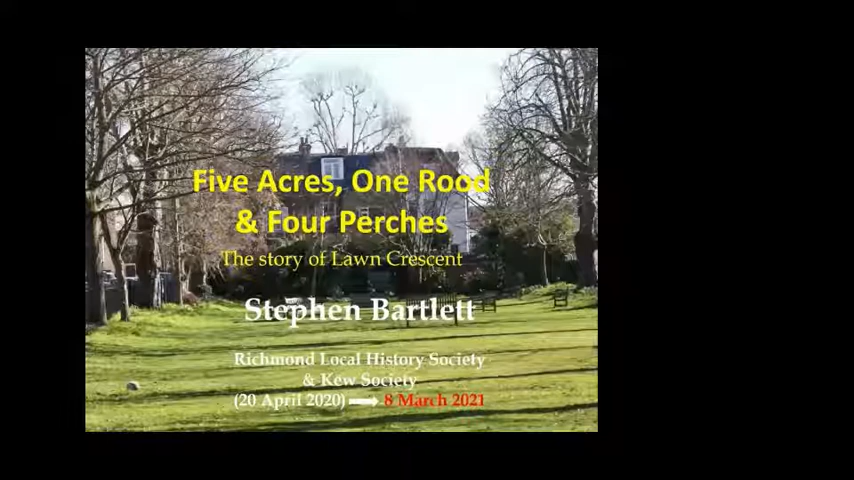 Five Acres, One Rood
& Four Perches
The story of Lawn Crescent
Stephen Bartlett
Richmond Local History Society
& Kew Society
(20 April 2020) 8 March 2021